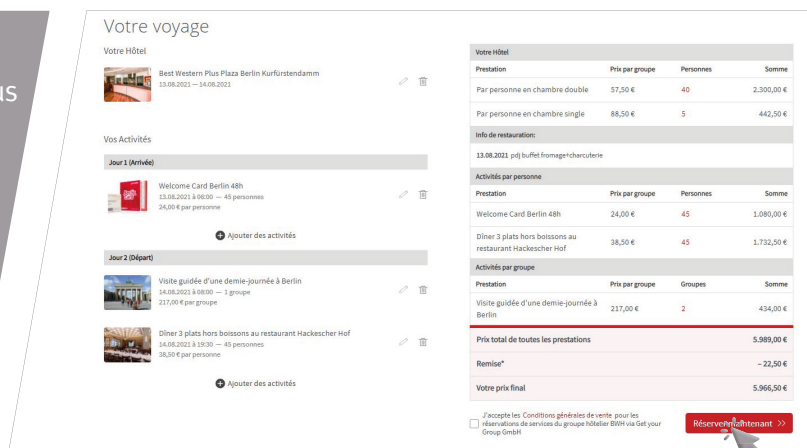 us
Votre voyage
Votre Hôtel
Best Western Plus Plaza Berlin Kurfürstendamm
13.08.2021 — 14.08.2021
Vos Activités
Jour 1 (Arrivée)
Welcome Card Berlin 48h
13.08.2021 à 06:00 — 45 personnes
24,00 € par personne
Ajouter des activités
Jour 2 (Départ)
Visite guidée d'une demie-journée à Berlin
14.08.2021 à 08:00 — 1 groupe
217,00 € par groupe
Dîner 3 plats hors boissons au restaurant Hackescher Hof
14.08.2021 à 19:30 — 45 personnes
38,50 € par personne
Ajouter des activités
Votre Hôtel
Prestation Prix par groupe Personnes Somme
Par personne en chambre double 57,50 € 40 2.300,00 €
Par personne en chambre single 88,50 € 5 442,50 €
Info de restauration:
13.08.2021 pdj buffet fromage+charcuterie
Activités par personne
Prestation Prix par groupe Personnes Somme
Welcome Card Berlin 48h 24,00 € 45 1.080,00 €
Dîner 3 plats hors boissons au
restaurant Hackescher Hof 38,50 € 45 1.732,50 €
Activités par groupe
Prestation Prix par groupe Groupes Somme
Visite guidée d'une demie-journée à
Berlin 217,00 € 2 434,00 €
Prix total de toutes les prestations 5.989,00 €
Remise* – 22,50 €
Votre prix final 5.966,50 €
J'accepte les Conditions générales de vente pour les
réservations de services du groupe hôtelier BWH via Get your
Group GmbH
Réserver maintenant >>